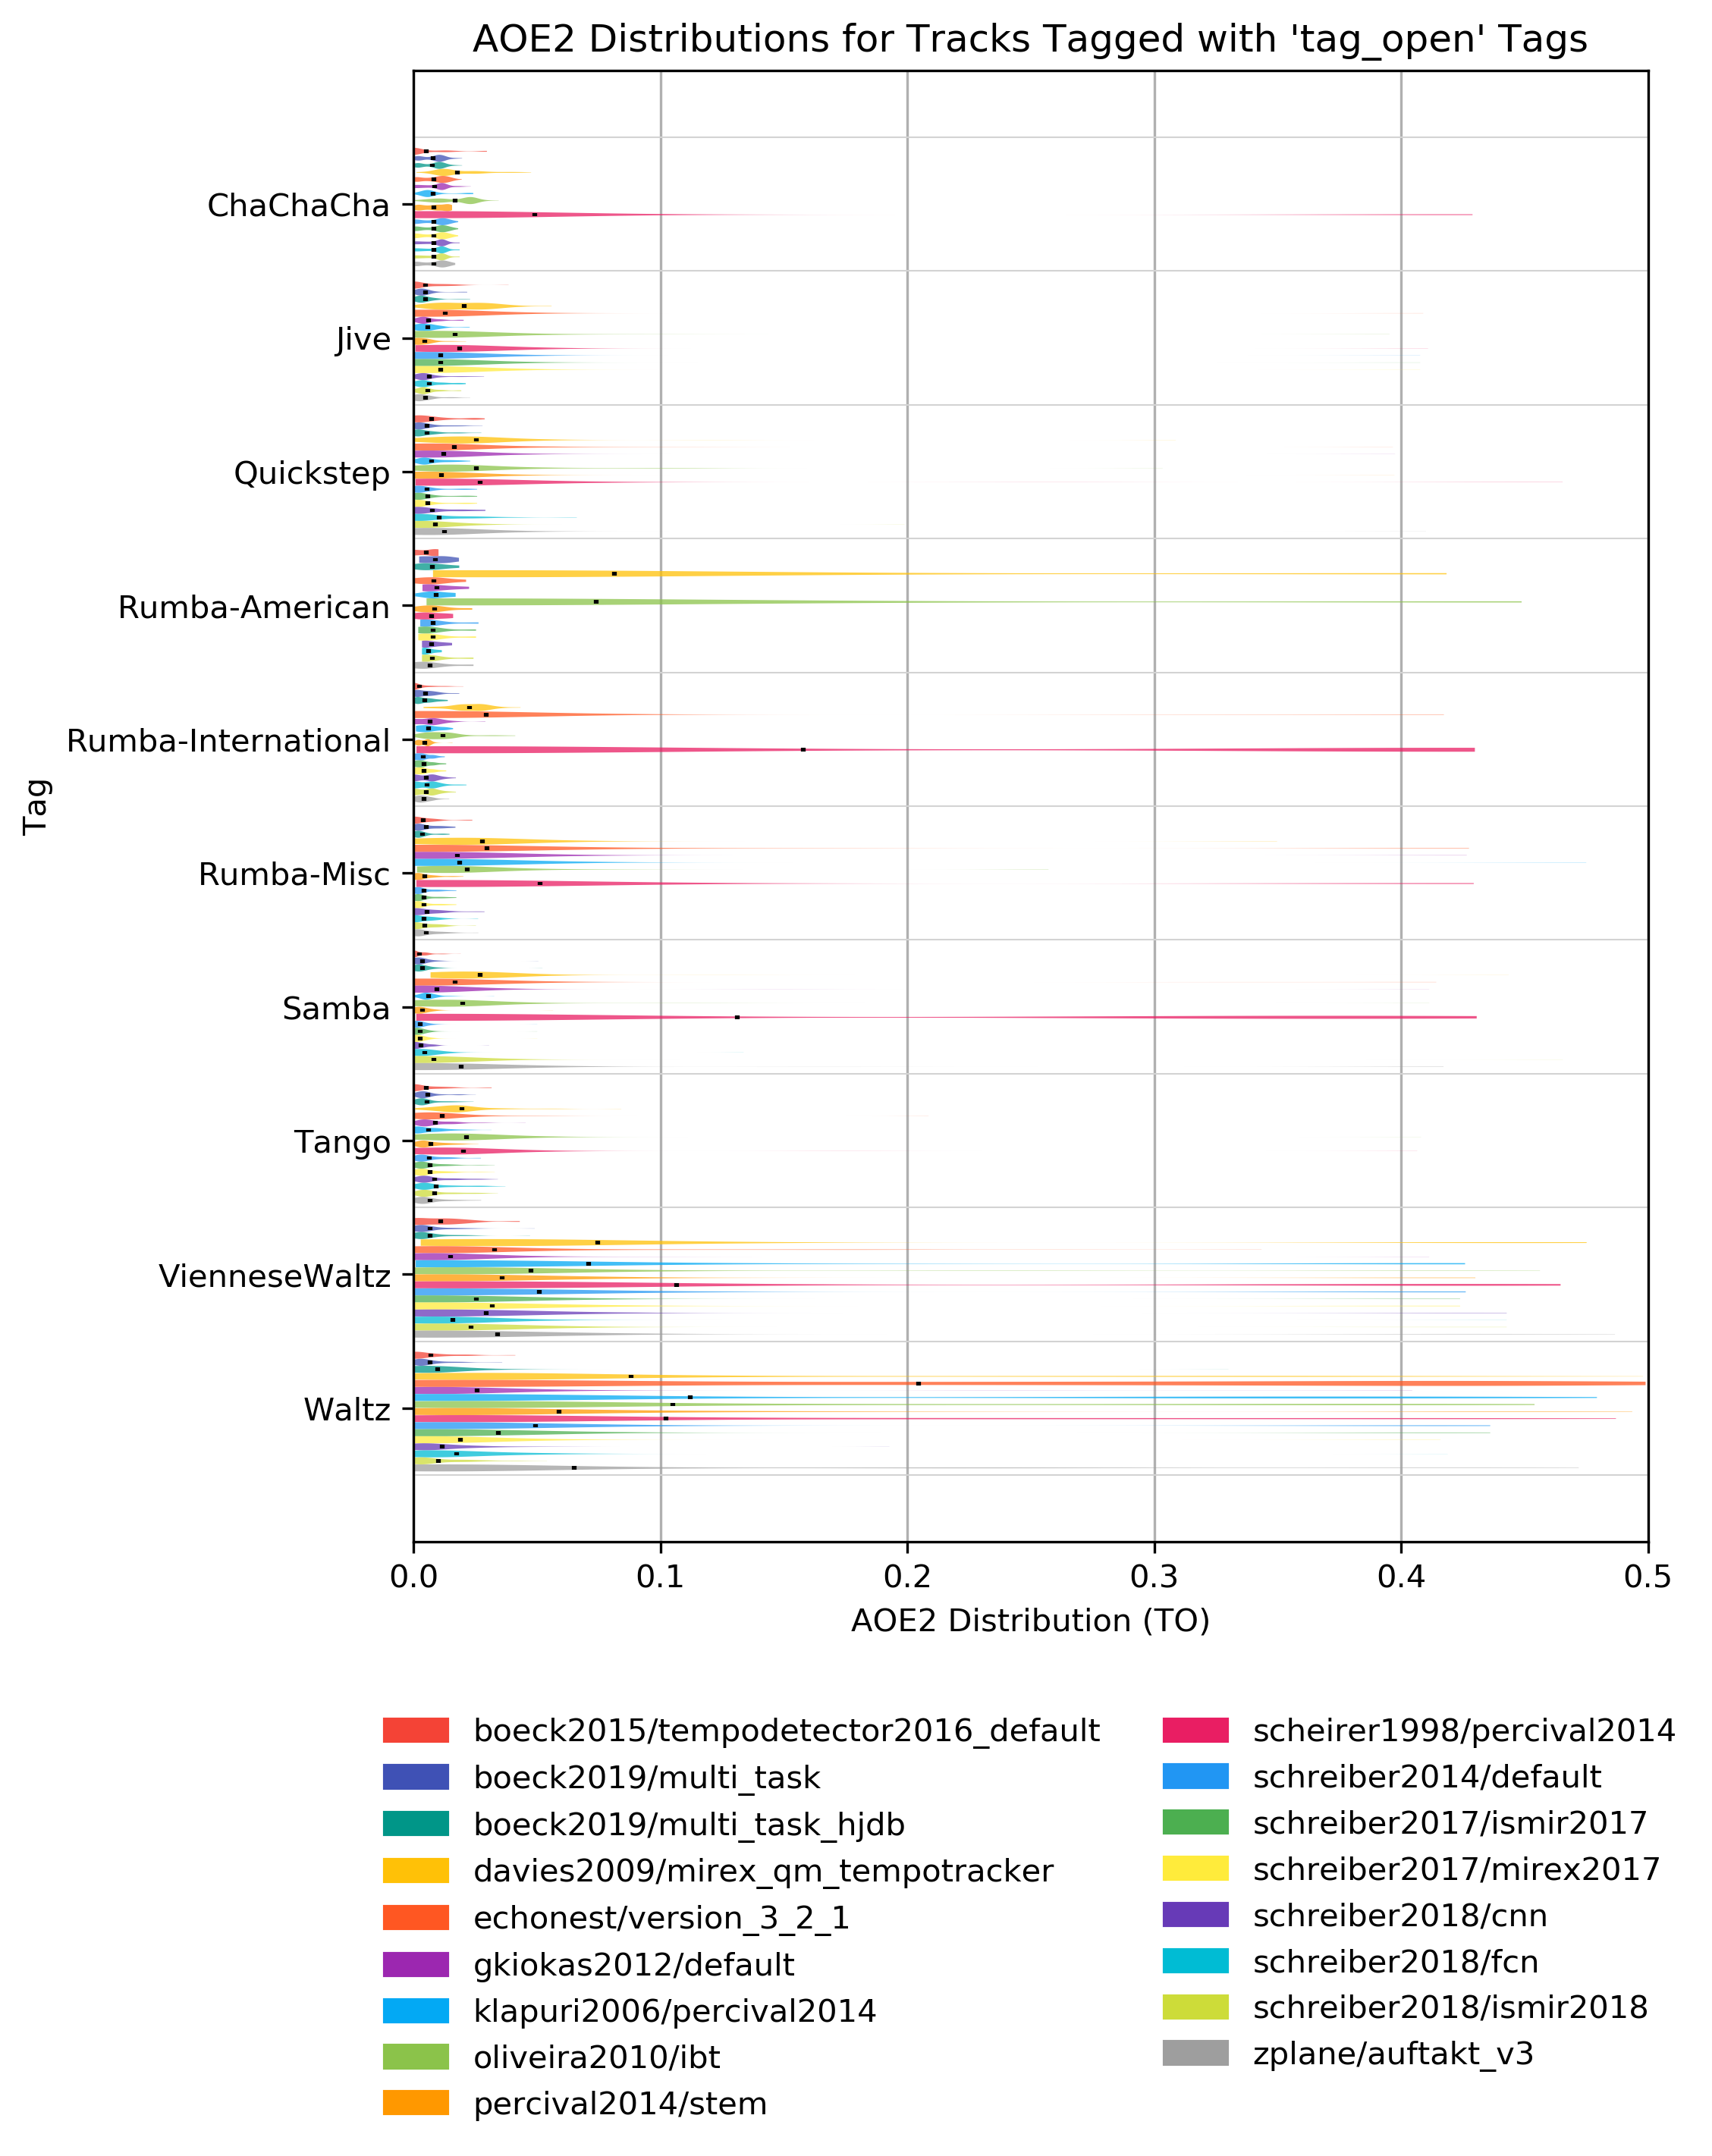 AOE2 Distributions for Tracks Tagged with 'tag_open' Tags
ChaChaCha
Jive
Quickstep
Rumba-American
Rumba-International
Rumba-Misc
Samba
Tango
VienneseWaltz
Waltz
Tag
0.0 0.1 0.2 0.3 0.4 0.5
AOE2 Distribution (TO)
boeck2015/tempodetector2016_default
boeck2019/multi_task
boeck2019/multi_task_hjdb
davies2009/mirex_qm_tempotracker
echonest/version_3_2_1
gkiokas2012/default
klapuri2006/percival2014
oliveira2010/ibt
percival2014/stem
scheirer1998/percival2014
schreiber2014/default
schreiber2017/ismir2017
schreiber2017/mirex2017
schreiber2018/cnn
schreiber2018/fcn
schreiber2018/ismir2018
zplane/auftakt_v3